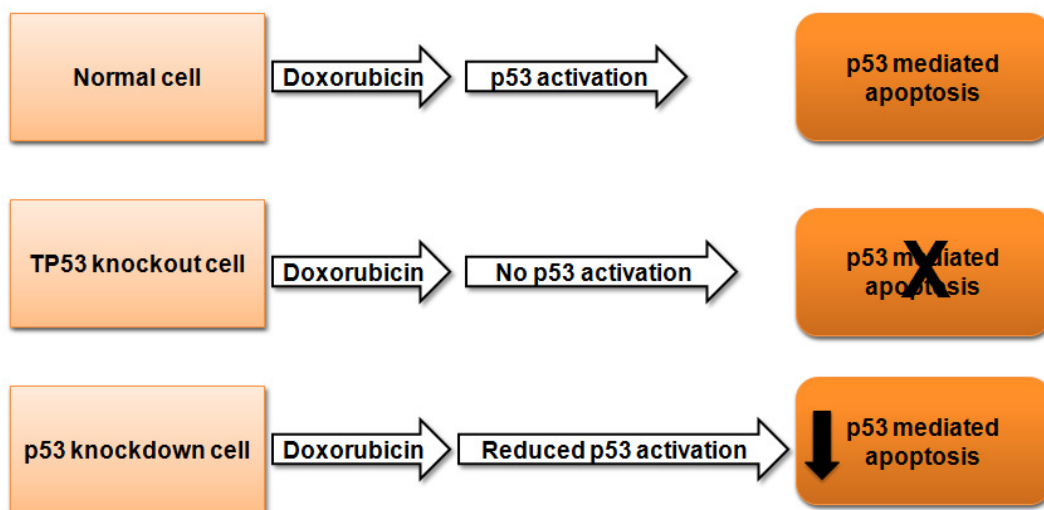 Normal cell
Doxorubicin
p53 activation
p53 mediated
apoptosis
TP53 knockout cell
Doxorubicin
No p53 activation
p53 mediated
apoptosis
X
p53 knockdown cell
Doxorubicin
Reduced p53 activation
p53 mediated
apoptosis